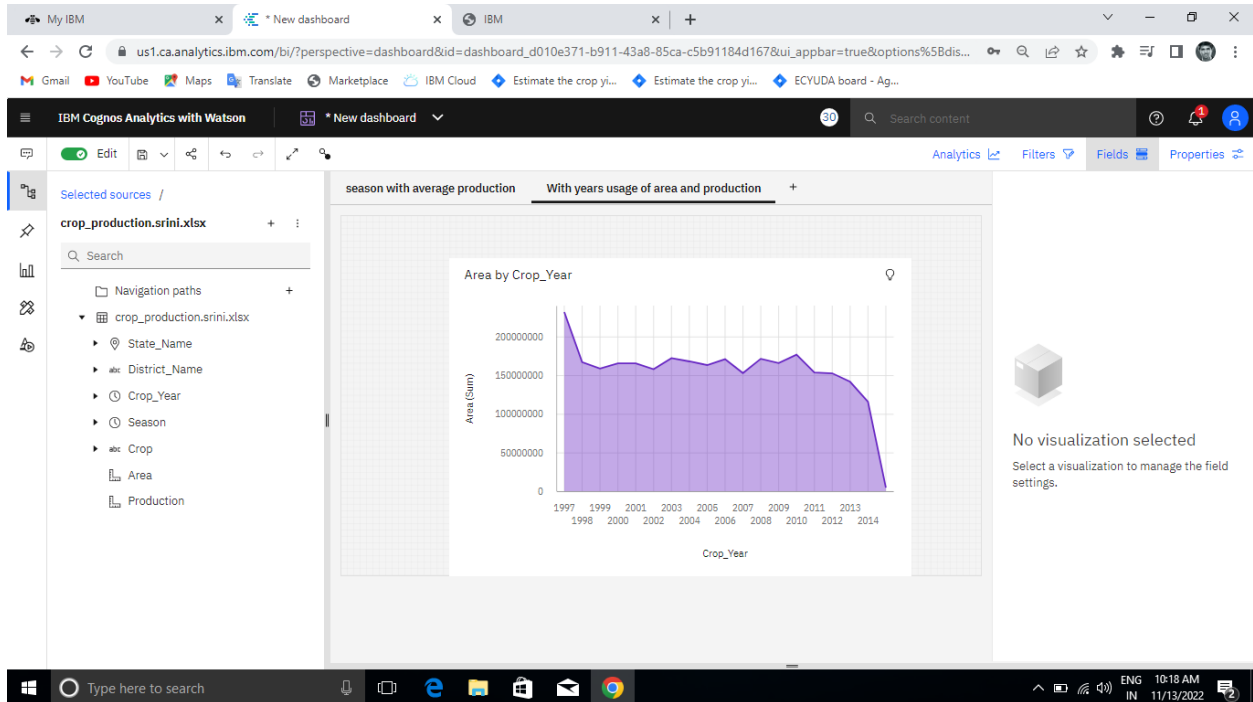 My IBM
* New dashboard
IBM
us1.ca.analytics.ibm.com/bi/?perspective=dashboard&id=dashboard_d010e371-b911-43a8-85ca-c5b91184d167&ui_appbar=true&options%5Bdis...
Gmail YouTube Maps Translate Marketplace IBM Cloud Estimate the crop yi... Estimate the crop yi... ECYUDA board - Ag...
IBM Cognos Analytics with Watson * New dashboard 30 Search content 1
Edit Analytics Filters Fields Properties
Selected sources /
crop_production.srini.xlsx
Search
Navigation paths
crop_production.srini.xlsx
State_Name
abc District_Name
Crop_Year
Season
abc Crop
Area
Production
season with average production With years usage of area and production +
Area by Crop_Year
Area (Sum)
200000000
150000000
100000000
50000000
0
1997 1999 2001 2003 2005 2007 2009 2011 2013
1998 2000 2002 2004 2006 2008 2010 2012 2014
Crop_Year
No visualization selected
Select a visualization to manage the field
settings.
Type here to search
ENG 10:18 AM
IN 11/13/2022 2